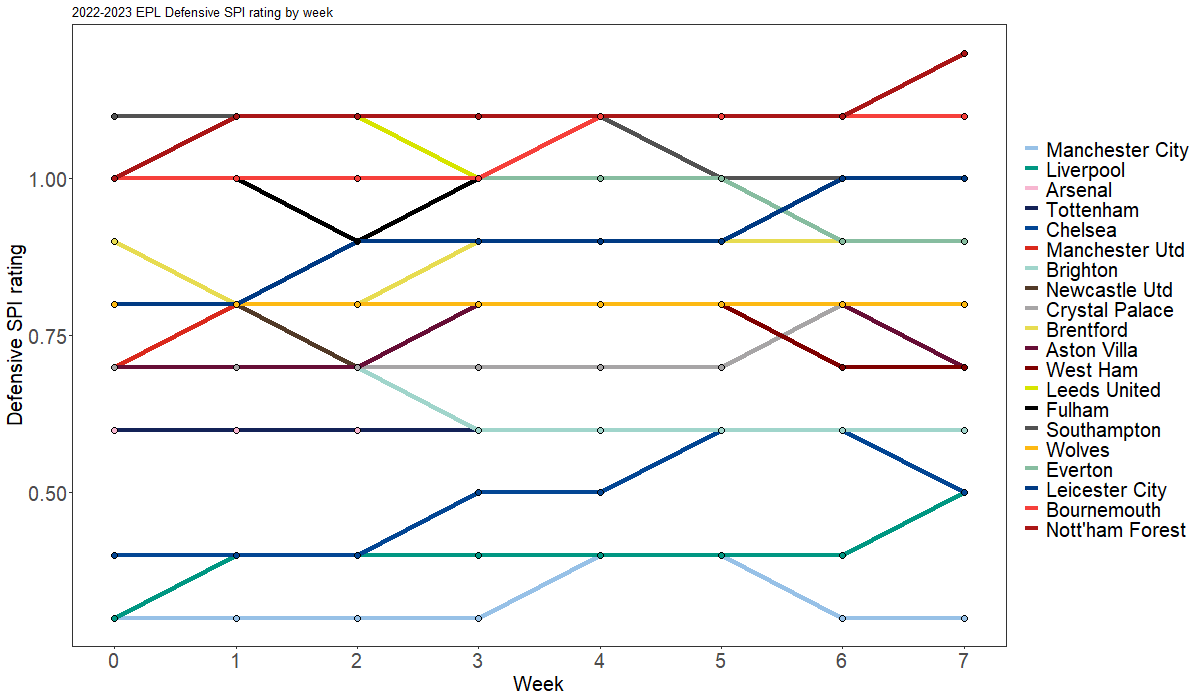 2022-2023 EPL Defensive SPI rating by week
Defensive SPI rating
1.00
0.75
0.50
0
1
2
3
4
5
6
7
Week
Manchester City
Liverpool
Arsenal
Tottenham
Chelsea
Manchester Utd
Brighton
Newcastle Utd
Crystal Palace
Brentford
Aston Villa
West Ham
Leeds United
Fulham
Southampton
Wolves
Everton
Leicester City
Bournemouth
Nott'ham Forest